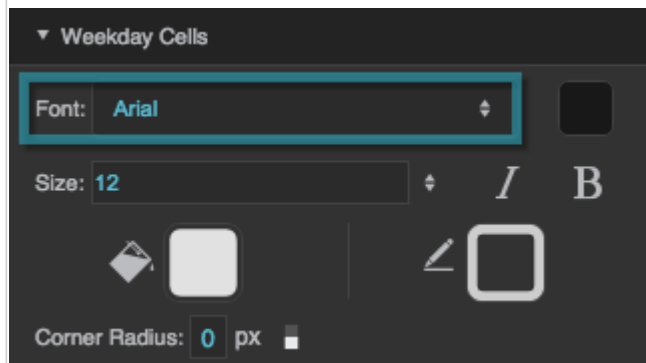 Weekday Cells
Font: Arial
Size: 12 I B
Corner Radius: 0 px